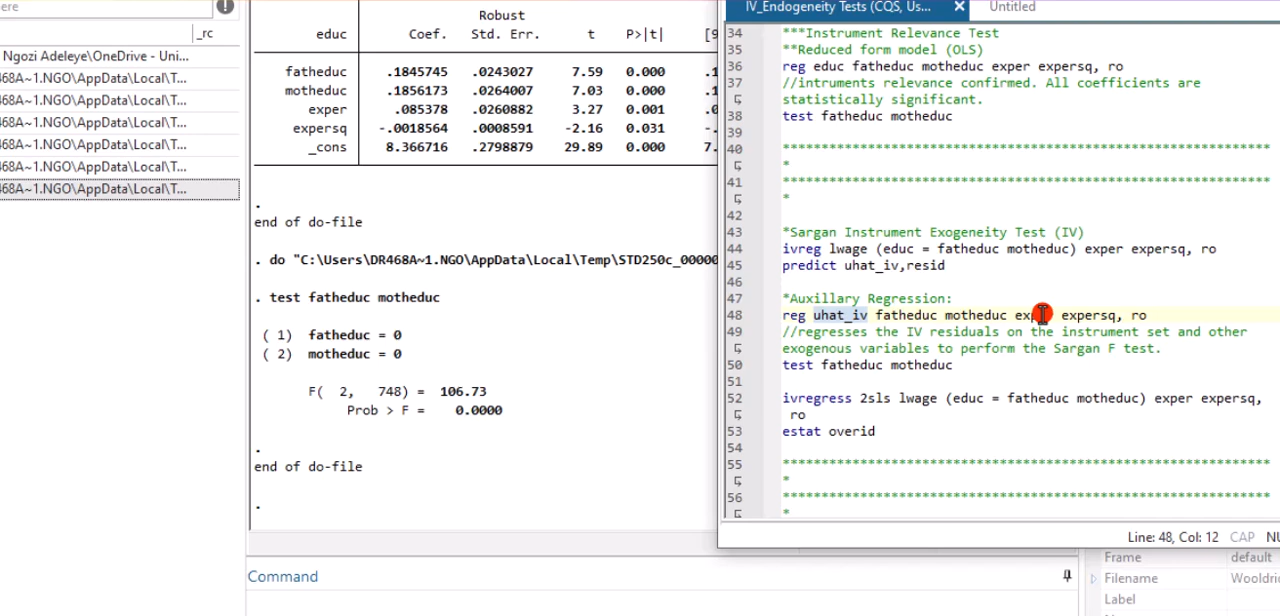 ere
_rc
Ngozi Adeleye\OneDrive - Uni...
468A~1.NGO\AppData\Local\T...
468A~1.NGO\AppData\Local\T...
468A~1.NGO\AppData\Local\T...
468A~1.NGO\AppData\Local\T...
468A~1.NGO\AppData\Local\T...
468A~1.NGO\AppData\Local\T...
Robust
educ Coef. Std. Err. t P>|t| [9
fatheduc .1845745 .0243027 7.59 0.000 .1
motheduc .1856173 .0264007 7.03 0.000 .1
exper .085378 .0260882 3.27 0.001 .0
expersq -.0018564 .0008591 -2.16 0.031 -.
_cons 8.366716 .2798879 29.89 0.000 7.
.
end of do-file
. do "C:\Users\DR468A~1.NGO\AppData\Local\Temp\STD250c_00000
. test fatheduc motheduc
( 1) fatheduc = 0
( 2) motheduc = 0
F( 2, 748) = 106.73
Prob > F = 0.0000
.
end of do-file
.
Command
IV_Endogeneity Tests (CQS, Us... × Untitled
34 ***Instrument Relevance Test
35 **Reduced form model (OLS)
36 reg educ fatheduc motheduc exper expersq, ro
37 //intruments relevance confirmed. All coefficients are
statistically significant.
38 test fatheduc motheduc
39
40 **************************************************************
*
41 **************************************************************
*
42
43 *Sargan Instrument Exogeneity Test (IV)
44 ivreg lwage (educ = fatheduc motheduc) exper expersq, ro
45 predict uhat_iv,resid
46
47 *Auxillary Regression:
48 reg uhat_iv fatheduc motheduc exper expersq, ro
49 //regresses the IV residuals on the instrument set and other
exogenous variables to perform the Sargan F test.
50 test fatheduc motheduc
51
52 ivregress 2sls lwage (educ = fatheduc motheduc) exper expersq,
ro
53 estat overid
54
55 **************************************************************
*
56 **************************************************************
*
Line: 48, Col: 12 CAP NU
Frame default
Filename Wooldri
Label